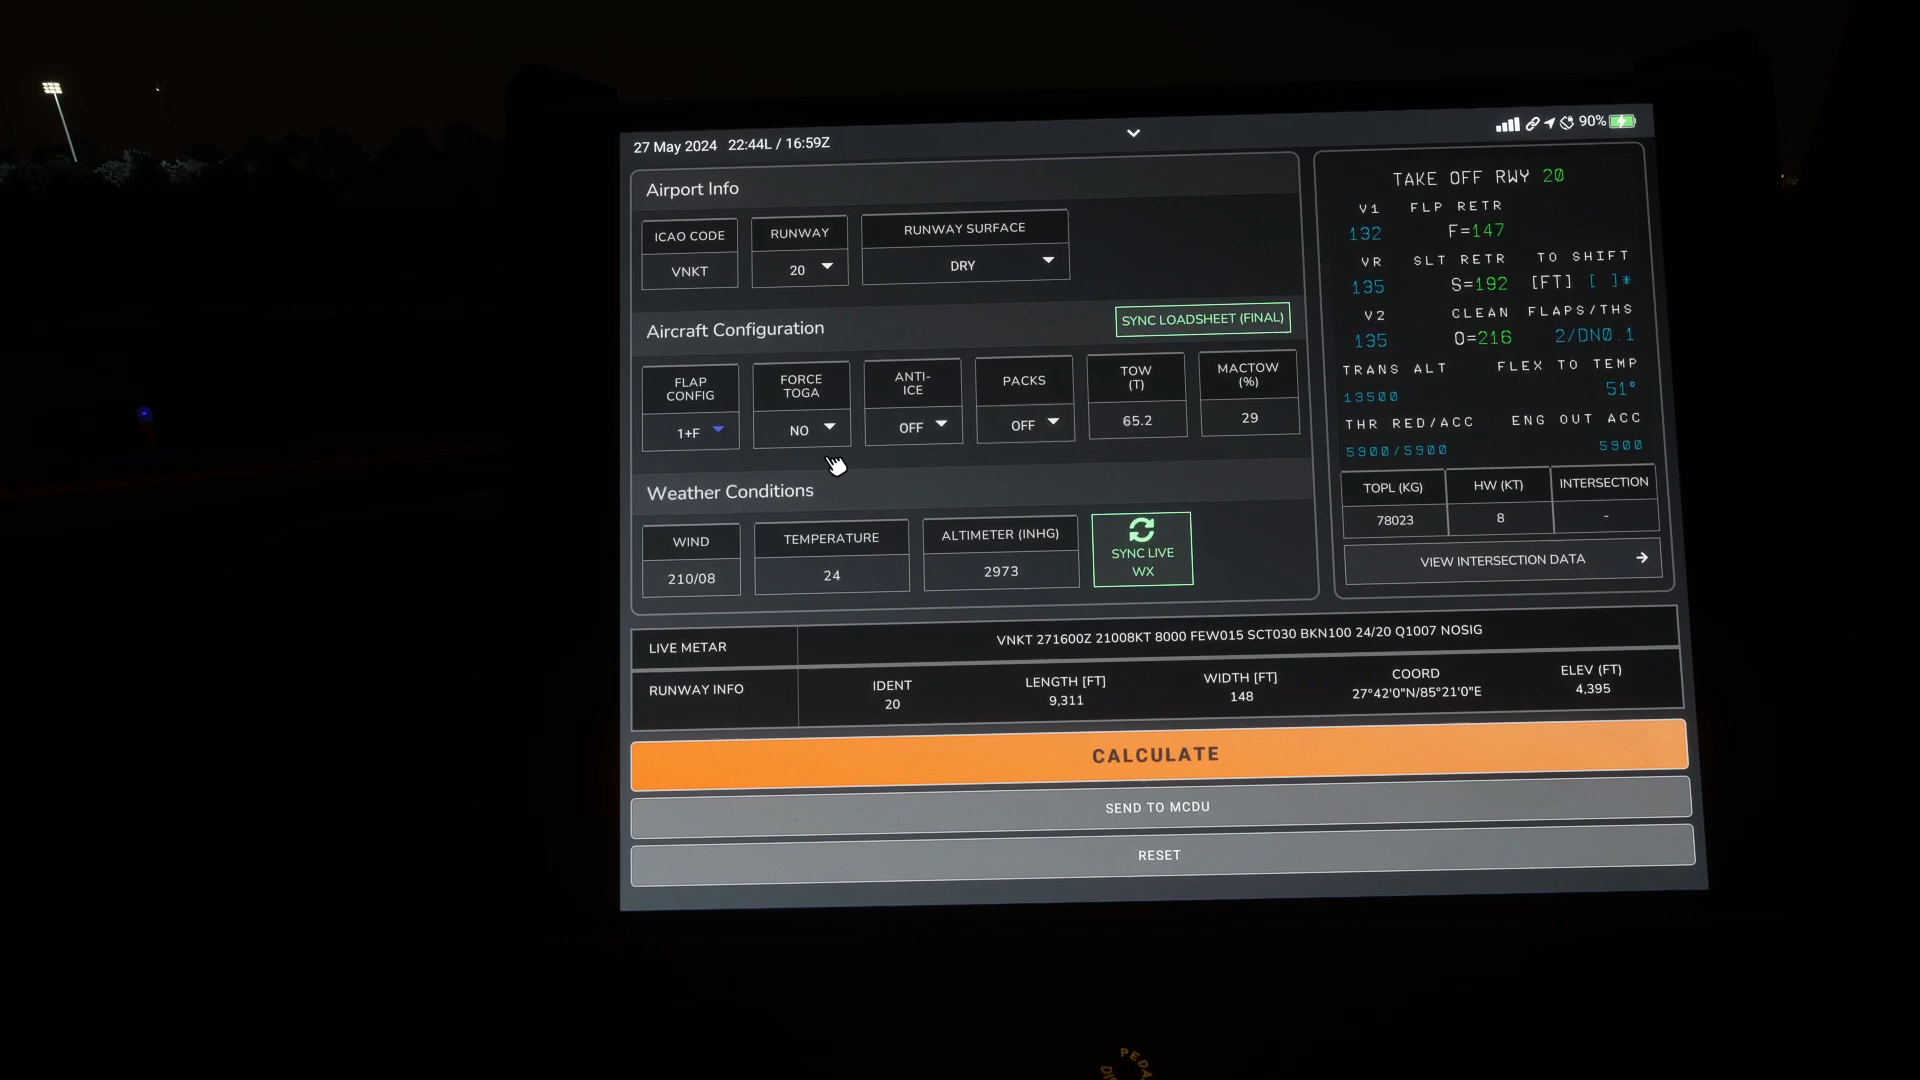 27 May 2024 22:44L / 16:59Z
90%
Airport Info
ICAO CODE
VNKT
RUNWAY
20
RUNWAY SURFACE
DRY
Aircraft Configuration
SYNC LOADSHEET (FINAL)
FLAP
CONFIG
1+F
FORCE
TOGA
NO
ANTI-
ICE
OFF
PACKS
OFF
TOW
(T)
65.2
MACTOW
(%)
29
Weather Conditions
WIND
210/08
TEMPERATURE
24
ALTIMETER (INHG)
2973
SYNC LIVE
WX
TAKE OFF RWY 20
V1 FLP RETR
132 F=147
VR SLT RETR TO SHIFT
135 S=192 [FT] [ ]*
V2 CLEAN FLAPS/THS
135 O=216 2/DN0.1
TRANS ALT FLEX TO TEMP
13500 51°
THR RED/ACC ENG OUT ACC
5900/5900 5900
TOPL (KG)
78023
HW (KT)
8
INTERSECTION
-
VIEW INTERSECTION DATA →
LIVE METAR
VNKT 271600Z 21008KT 8000 FEW015 SCT030 BKN100 24/20 Q1007 NOSIG
RUNWAY INFO
IDENT
20
LENGTH [FT]
9,311
WIDTH [FT]
148
COORD
27°42'0"N/85°21'0"E
ELEV (FT)
4,395
CALCULATE
SEND TO MCDU
RESET